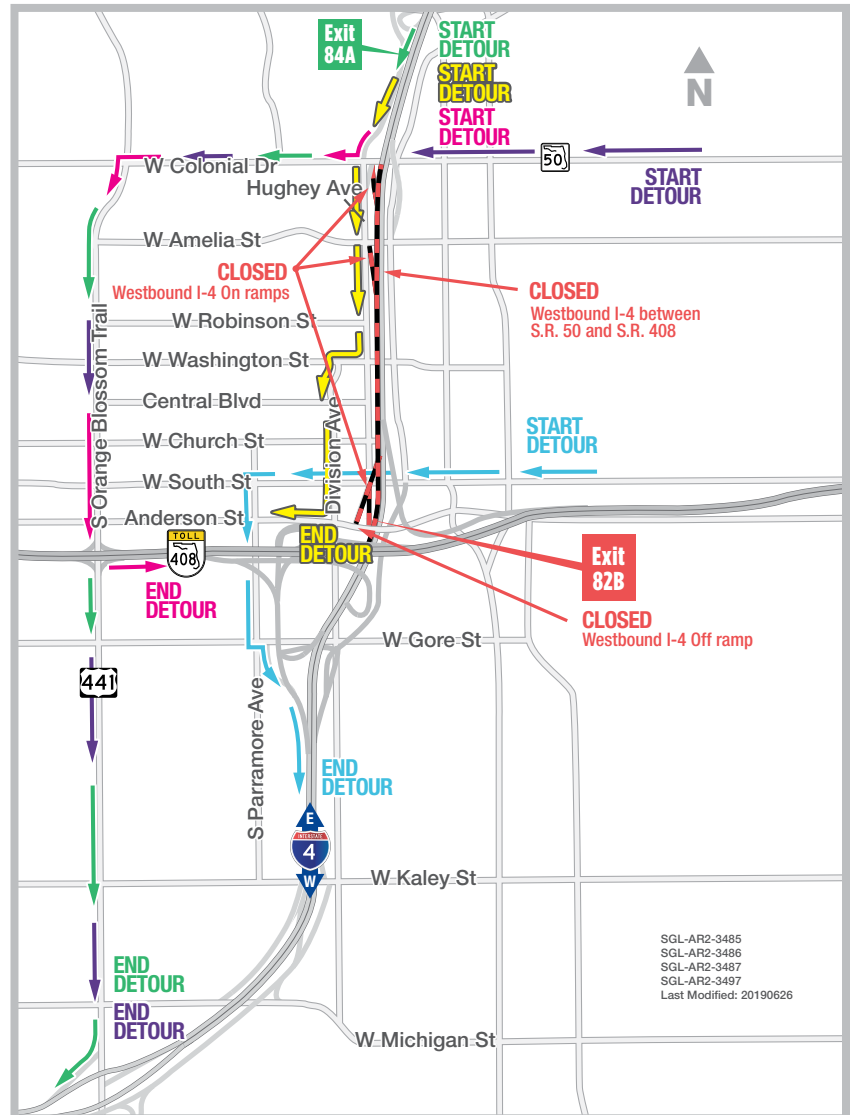 Exit
84A
START
DETOUR
START
DETOUR
START
DETOUR
N
50
START
DETOUR
W Colonial Dr
Hughey Ave
W Amelia St
CLOSED
Westbound I-4 On ramps
CLOSED
Westbound I-4 between
S.R. 50 and S.R. 408
W Robinson St
W Washington St
S Orange Blossom Trail
Central Blvd
Division Ave
W Church St
START
DETOUR
W South St
Anderson St
END
DETOUR
TOLL
408
Exit
82B
END
DETOUR
CLOSED
Westbound I-4 Off ramp
W Gore St
441
S Parramore Ave
END
DETOUR
E
INTERSTATE
4
W
W Kaley St
SGL-AR2-3485
SGL-AR2-3486
SGL-AR2-3487
SGL-AR2-3497
Last Modified: 20190626
END
DETOUR
END
DETOUR
W Michigan St